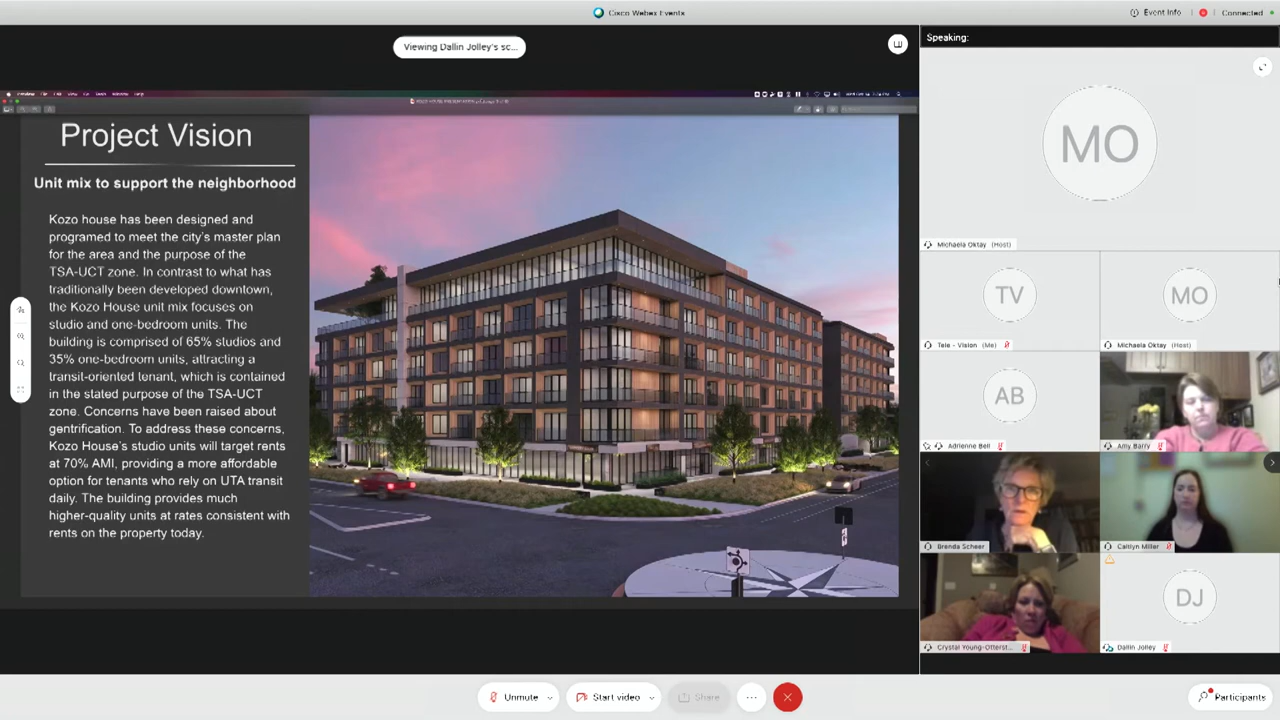 Cisco Webex Events
Event Info
Connected
Viewing Dallin Jolley's sc...
Speaking:
Project Vision
Unit mix to support the neighborhood
Kozo house has been designed and
programed to meet the city's master plan
for the area and the purpose of the
TSA-UCT zone. In contrast to what has
traditionally been developed downtown,
the Kozo House unit mix focuses on
studio and one-bedroom units. The
building is comprised of 65% studios and
35% one-bedroom units, attracting a
transit-oriented tenant, which is contained
in the stated purpose of the TSA-UCT
zone. Concerns have been raised about
gentrification. To address these concerns,
Kozo House's studio units will target rents
at 70% AMI, providing a more affordable
option for tenants who rely on UTA transit
daily. The building provides much
higher-quality units at rates consistent with
rents on the property today.
MO
Michaela Oktay (Host)
TV
Tele - Vision (Me)
MO
Michaela Oktay (Host)
AB
Adrienne Bell
Amy Barry
Brenda Scheer
Caitlyn Miller
Crystal Young-Otterst...
DJ
Dallin Jolley
Unmute
Start video
Share
Participants